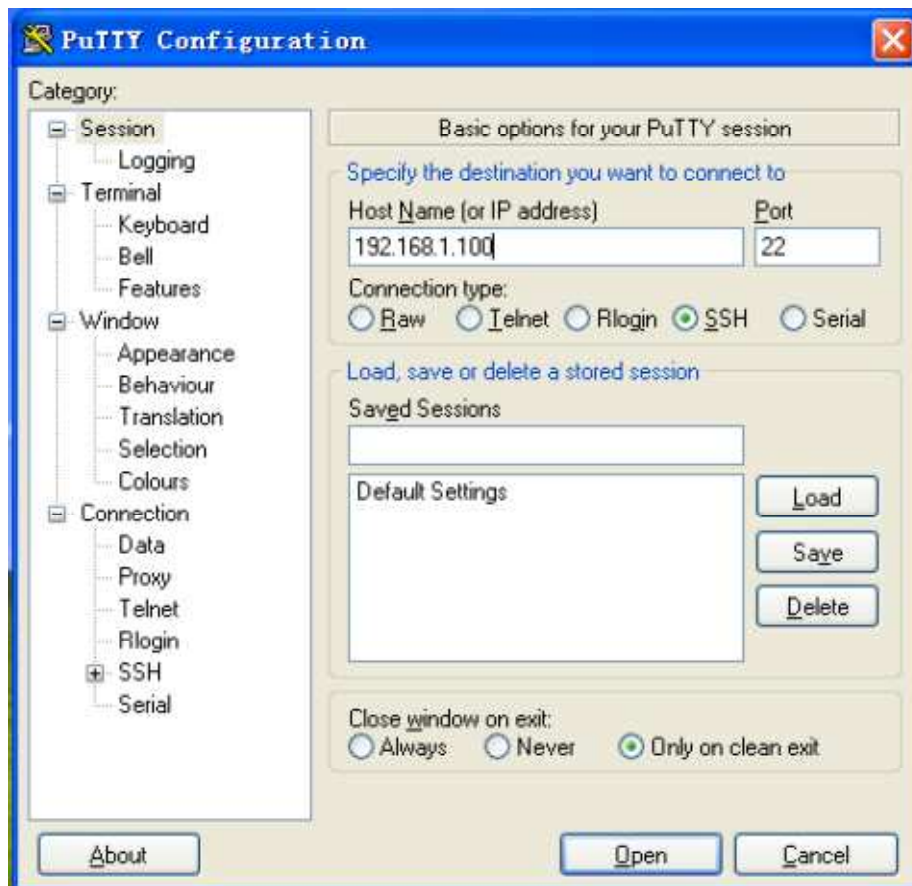 PuTTY Configuration
Category:
Session
Logging
Terminal
Keyboard
Bell
Features
Window
Appearance
Behaviour
Translation
Selection
Colours
Connection
Data
Proxy
Telnet
Rlogin
SSH
Serial
Basic options for your PuTTY session
Specify the destination you want to connect to
Host Name (or IP address) Port
192.168.1.100 22
Connection type:
Raw Telnet Rlogin SSH Serial
Load, save or delete a stored session
Saved Sessions
Default Settings
Load
Save
Delete
Close window on exit:
Always Never Only on clean exit
About Open Cancel